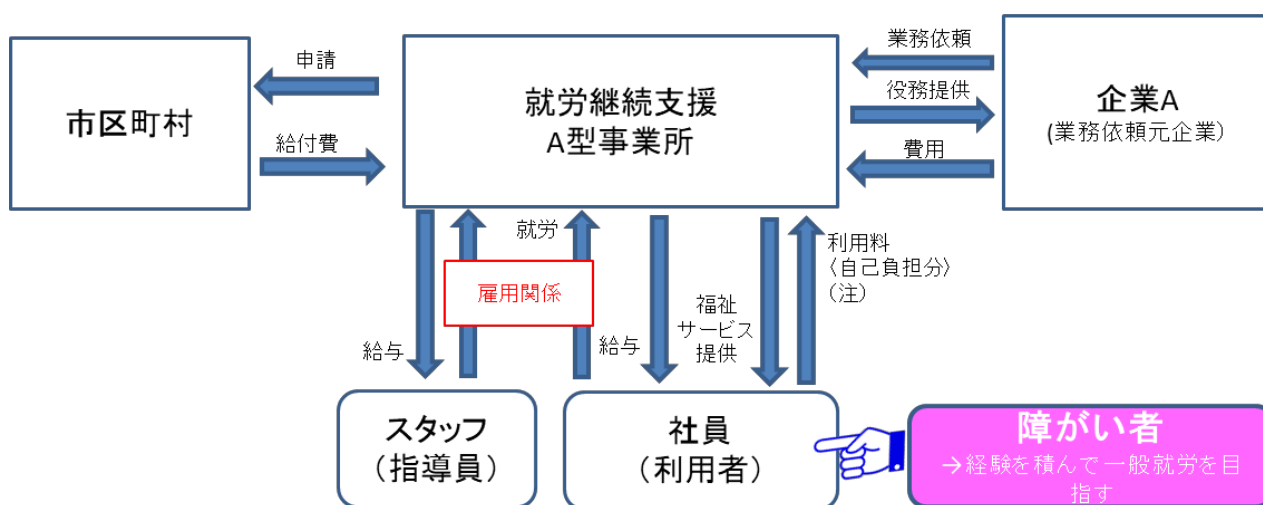 業務依頼
申請
役務提供
市区町村
就労継続支援
A型事業所
企業A
(業務依頼元企業)
給付費
費用
就労
利用料
〈自己負担分〉
(注)
雇用関係
福祉
サービス
提供
給与
給与
スタッフ
（指導員）
社員
（利用者）
障がい者
→経験を積んで一般就労を目
指す